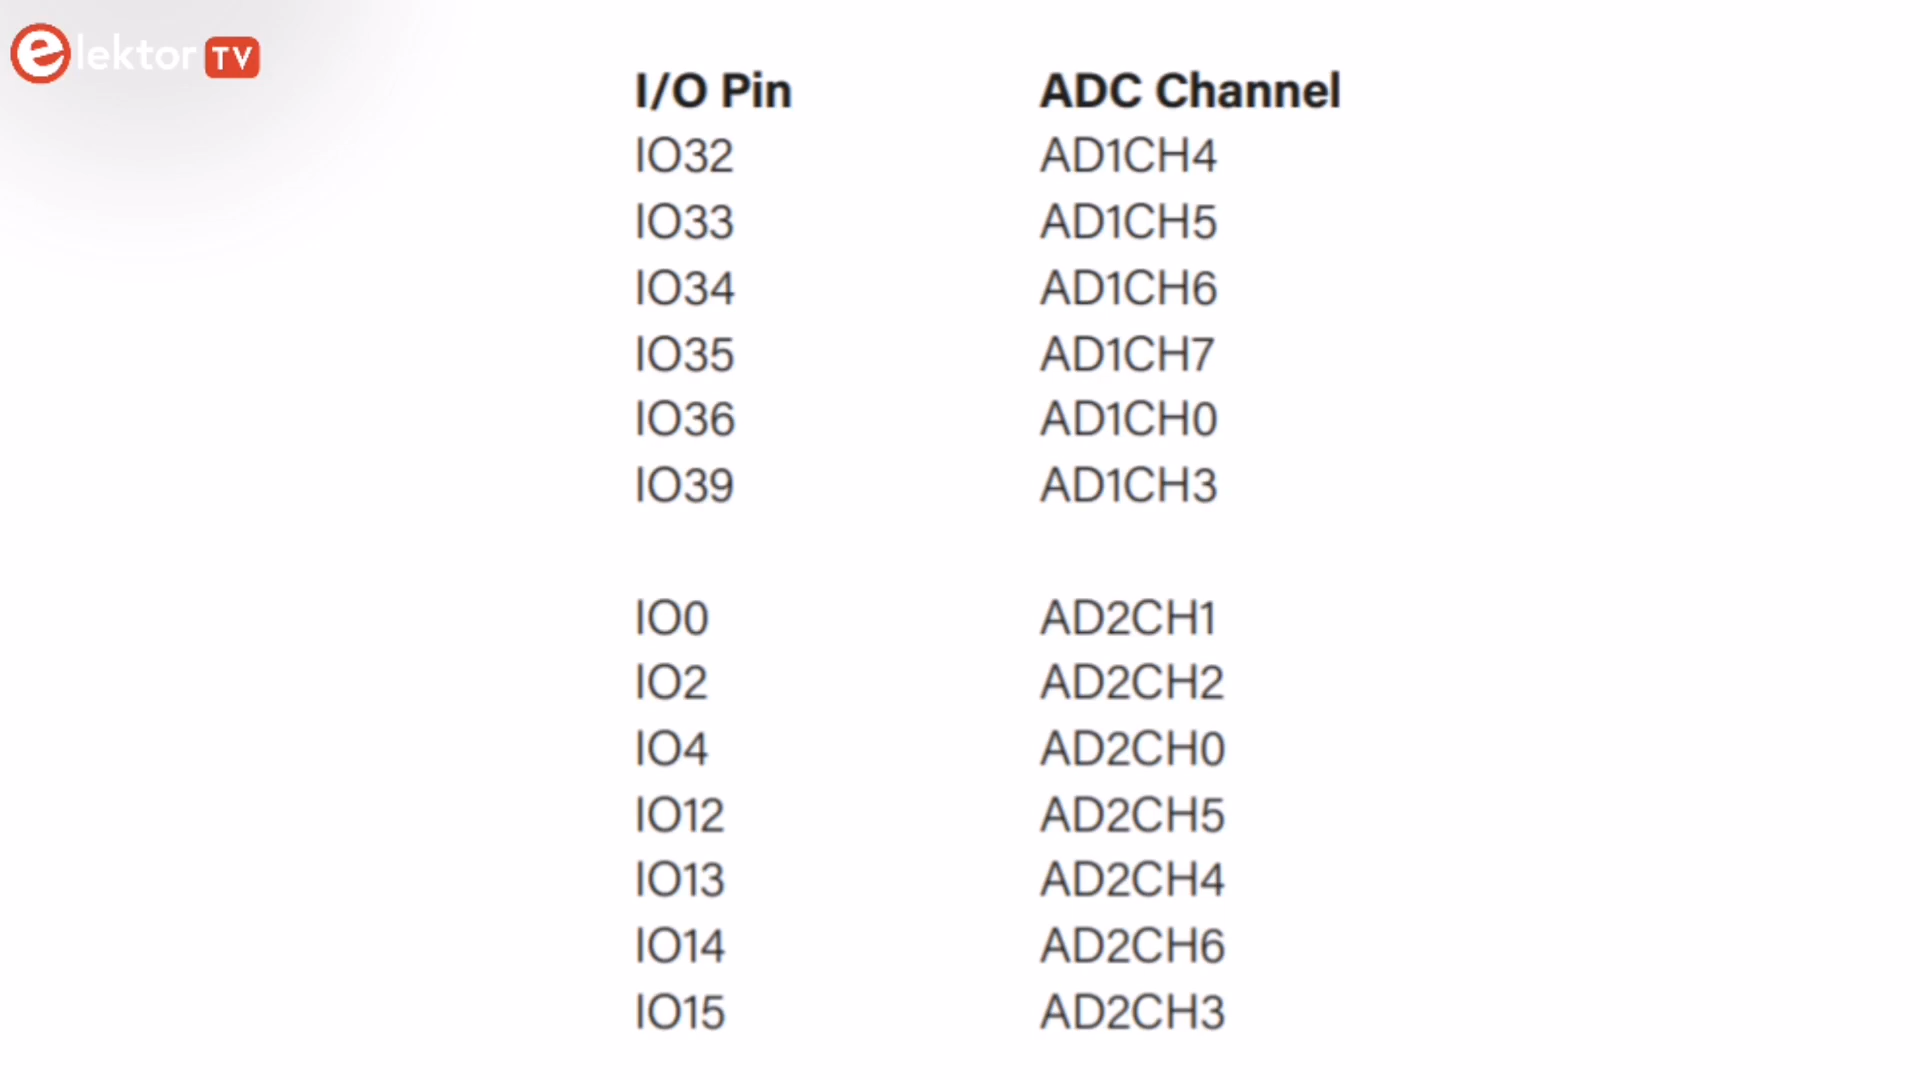 elektor TV
I/O Pin ADC Channel
IO32 AD1CH4
IO33 AD1CH5
IO34 AD1CH6
IO35 AD1CH7
IO36 AD1CH0
IO39 AD1CH3
IO0 AD2CH1
IO2 AD2CH2
IO4 AD2CH0
IO12 AD2CH5
IO13 AD2CH4
IO14 AD2CH6
IO15 AD2CH3